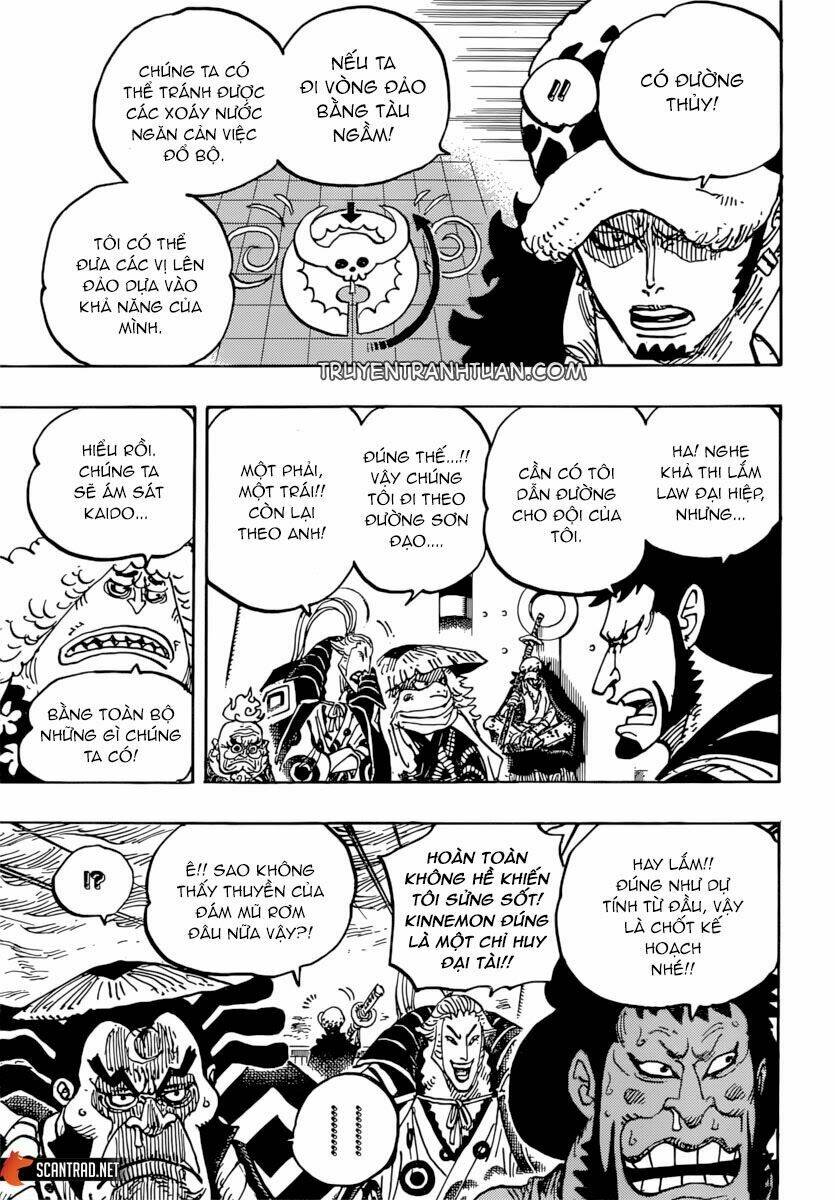 CÓ ĐƯỜNG
THỦY!
!!
NẾU TA
ĐI VÒNG ĐẢO
BẰNG TÀU
NGẦM!
CHÚNG TA CÓ
THỂ TRÁNH ĐƯỢC
CÁC XOÁY NƯỚC
NGĂN CẢN VIỆC
ĐỔ BỘ.
TÔI CÓ THỂ
ĐƯA CÁC VỊ LÊN
ĐẢO DỰA VÀO
KHẢ NĂNG CỦA
MÌNH.
TRUYENTRANHTUAN.COM
HA! NGHE
KHẢ THI LẮM
LAW ĐẠI HIỆP,
NHƯNG...
CẦN CÓ TÔI
DẪN ĐƯỜNG
CHO ĐỘI CỦA
TÔI.
ĐÚNG THẾ...!!
VẬY CHÚNG
TÔI ĐI THEO
ĐƯỜNG SƠN
ĐẠO....
MỘT PHẢI,
MỘT TRÁI!!
CÒN LẠI
THEO ANH!
HIỂU RỒI.
CHÚNG TA
SẼ ÁM SÁT
KAIDO...
BẰNG TOÀN BỘ
NHỮNG GÌ CHÚNG
TA CÓ!
HAY LẮM!!
ĐÚNG NHƯ DỰ
TÍNH TỪ ĐẦU, VẬY
LÀ CHỐT KẾ
HOẠCH
NHÉ!!
HOÀN TOÀN
KHÔNG HỀ KHIẾN
TÔI SỬNG SỐT!
KINNEMON ĐÚNG
LÀ MỘT CHỈ HUY
ĐẠI TÀI!!
Ê!! SAO KHÔNG
THẤY THUYỀN CỦA
ĐÁM MŨ RƠM
ĐÂU NỮA VẬY?!
!?
SCANTRAD.NET